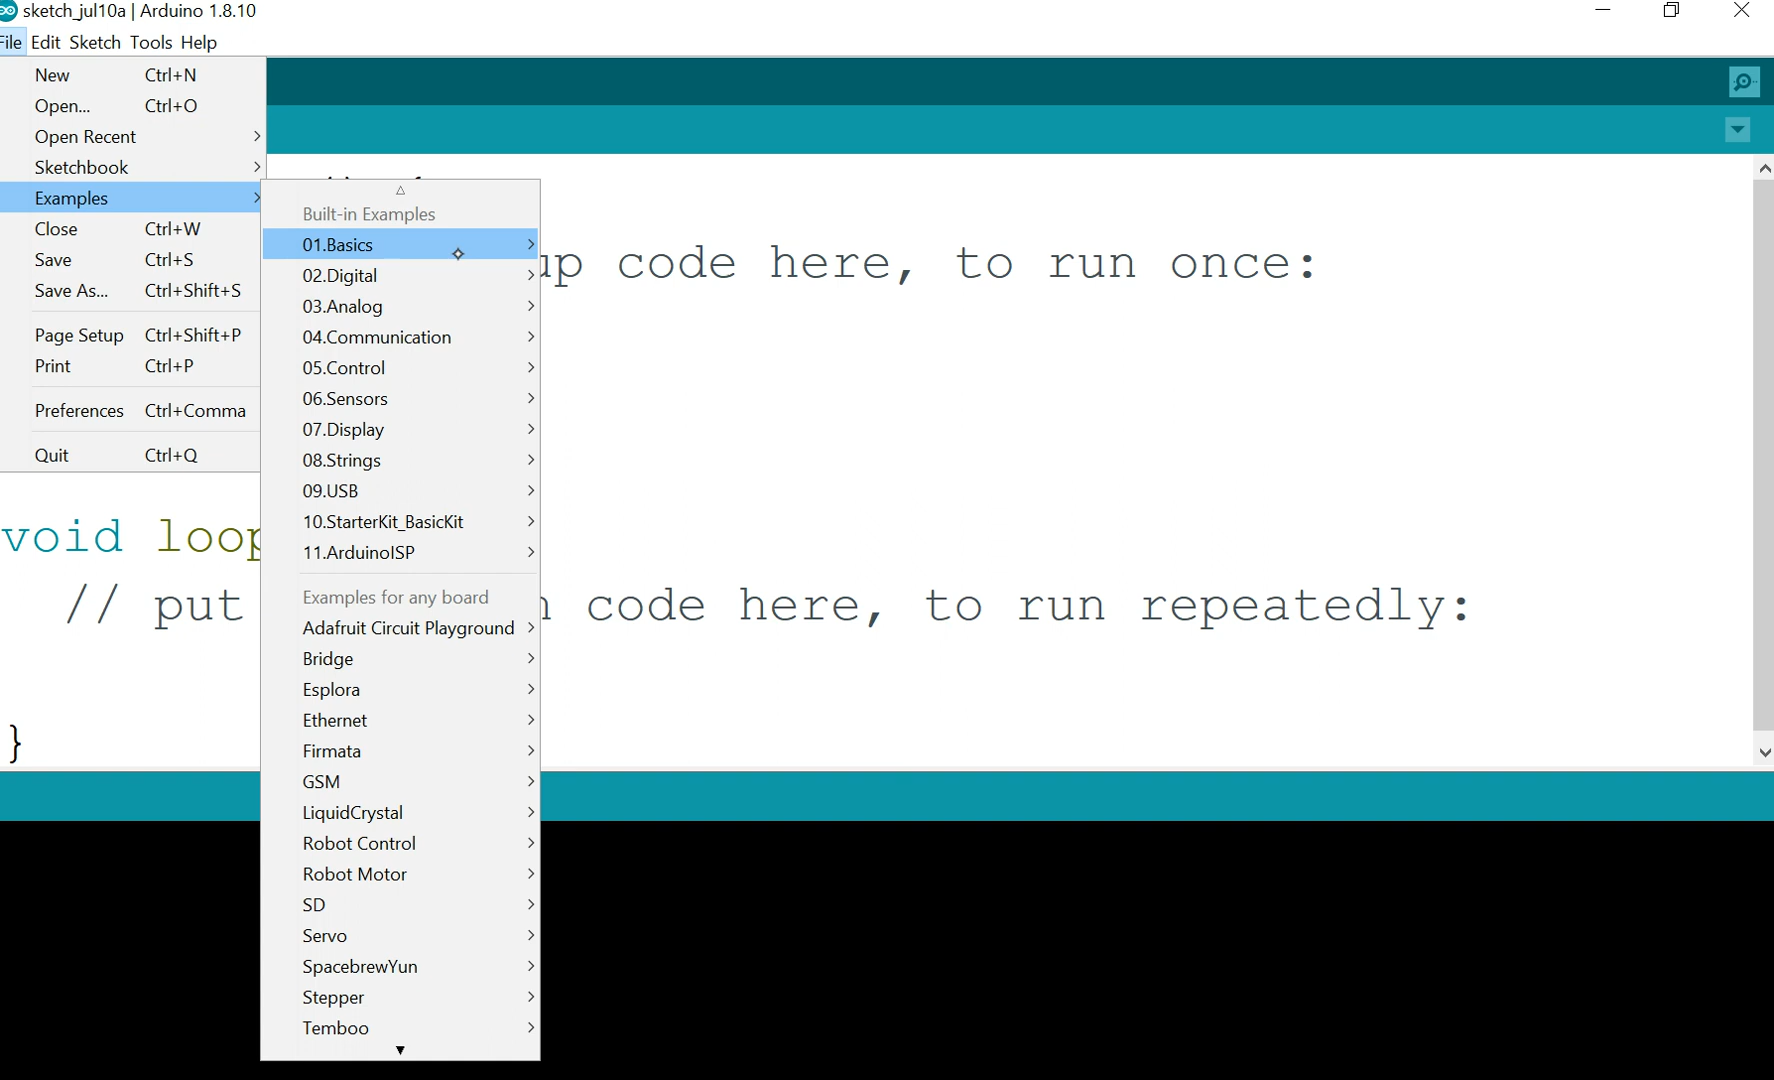 sketch_jul10a | Arduino 1.8.10
File Edit Sketch Tools Help
New Ctrl+N
Open... Ctrl+O
Open Recent
Sketchbook
Examples
Close Ctrl+W
Save Ctrl+S
Save As... Ctrl+Shift+S
Page Setup Ctrl+Shift+P
Print Ctrl+P
Preferences Ctrl+Comma
Quit Ctrl+Q
Built-in Examples
01.Basics
02.Digital
03.Analog
04.Communication
05.Control
06.Sensors
07.Display
08.Strings
09.USB
10.StarterKit_BasicKit
11.ArduinoISP
Examples for any board
Adafruit Circuit Playground
Bridge
Esplora
Ethernet
Firmata
GSM
LiquidCrystal
Robot Control
Robot Motor
SD
Servo
SpacebrewYun
Stepper
Temboo
up code here, to run once:
void loop
// put n code here, to run repeatedly:
}